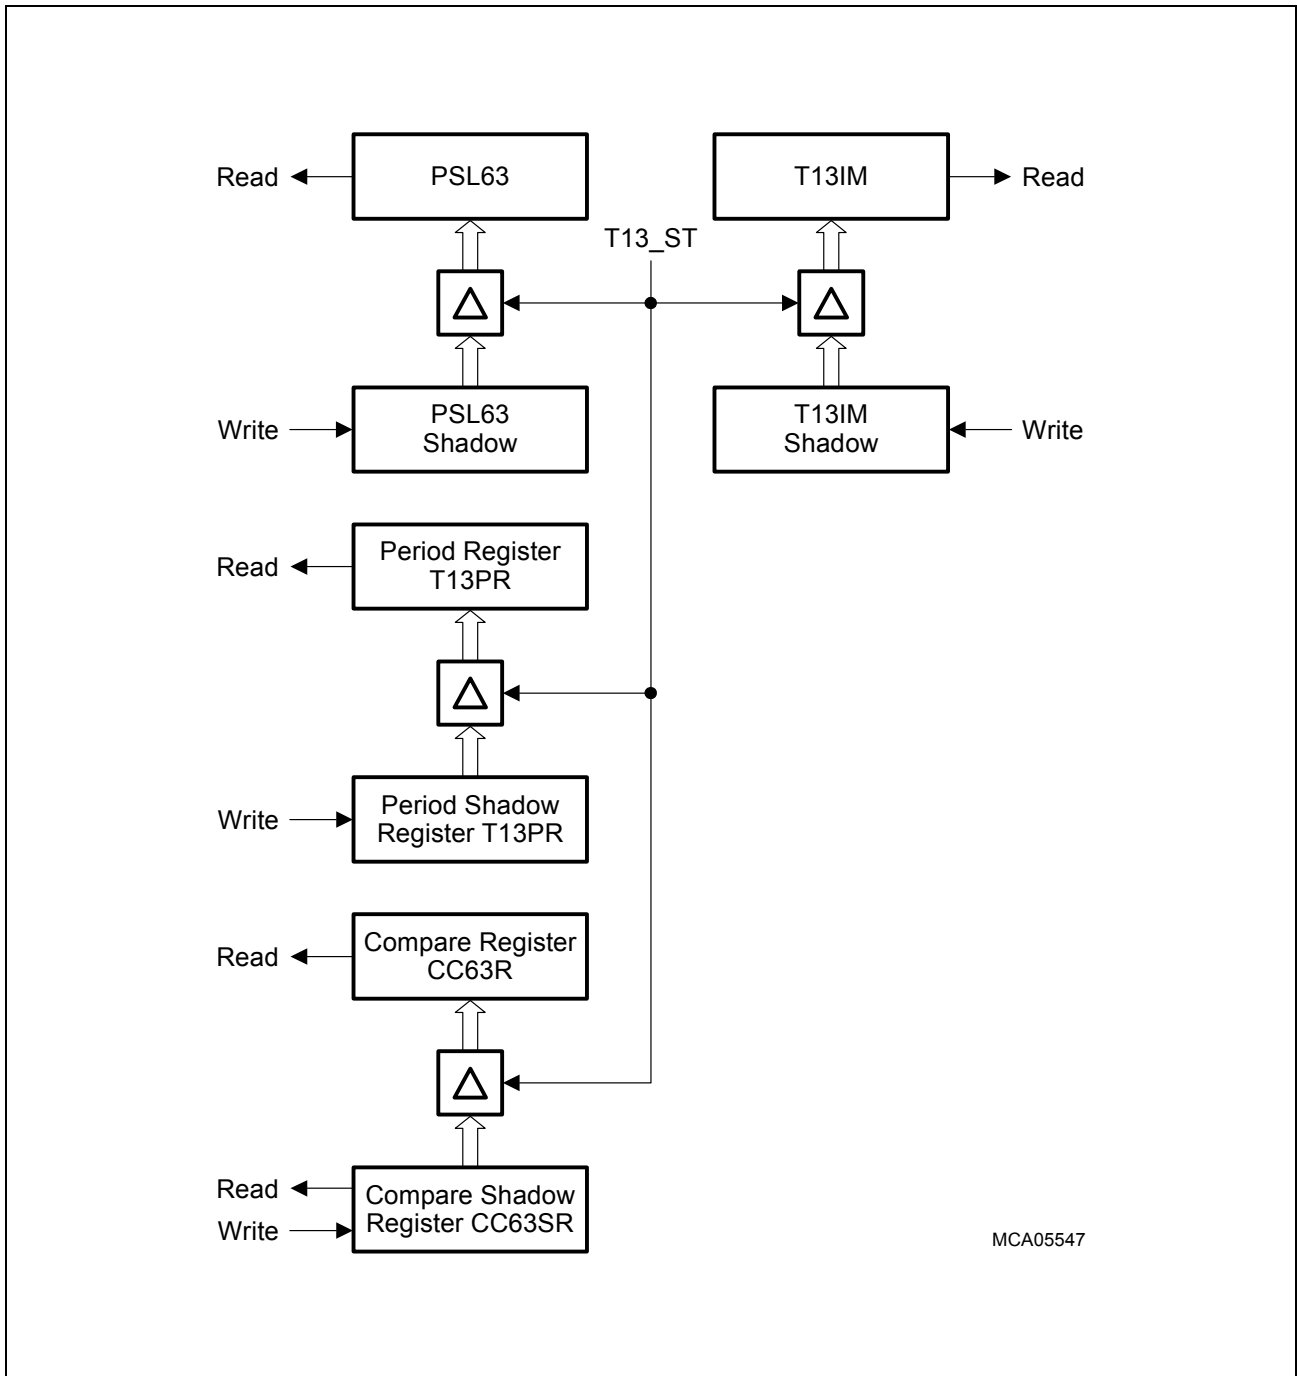 Read
PSL63
T13IM
Read
T13_ST
Write
PSL63
Shadow
T13IM
Shadow
Write
Read
Period Register
T13PR
Write
Period Shadow
Register T13PR
Read
Compare Register
CC63R
Read
Write
Compare Shadow
Register CC63SR
MCA05547